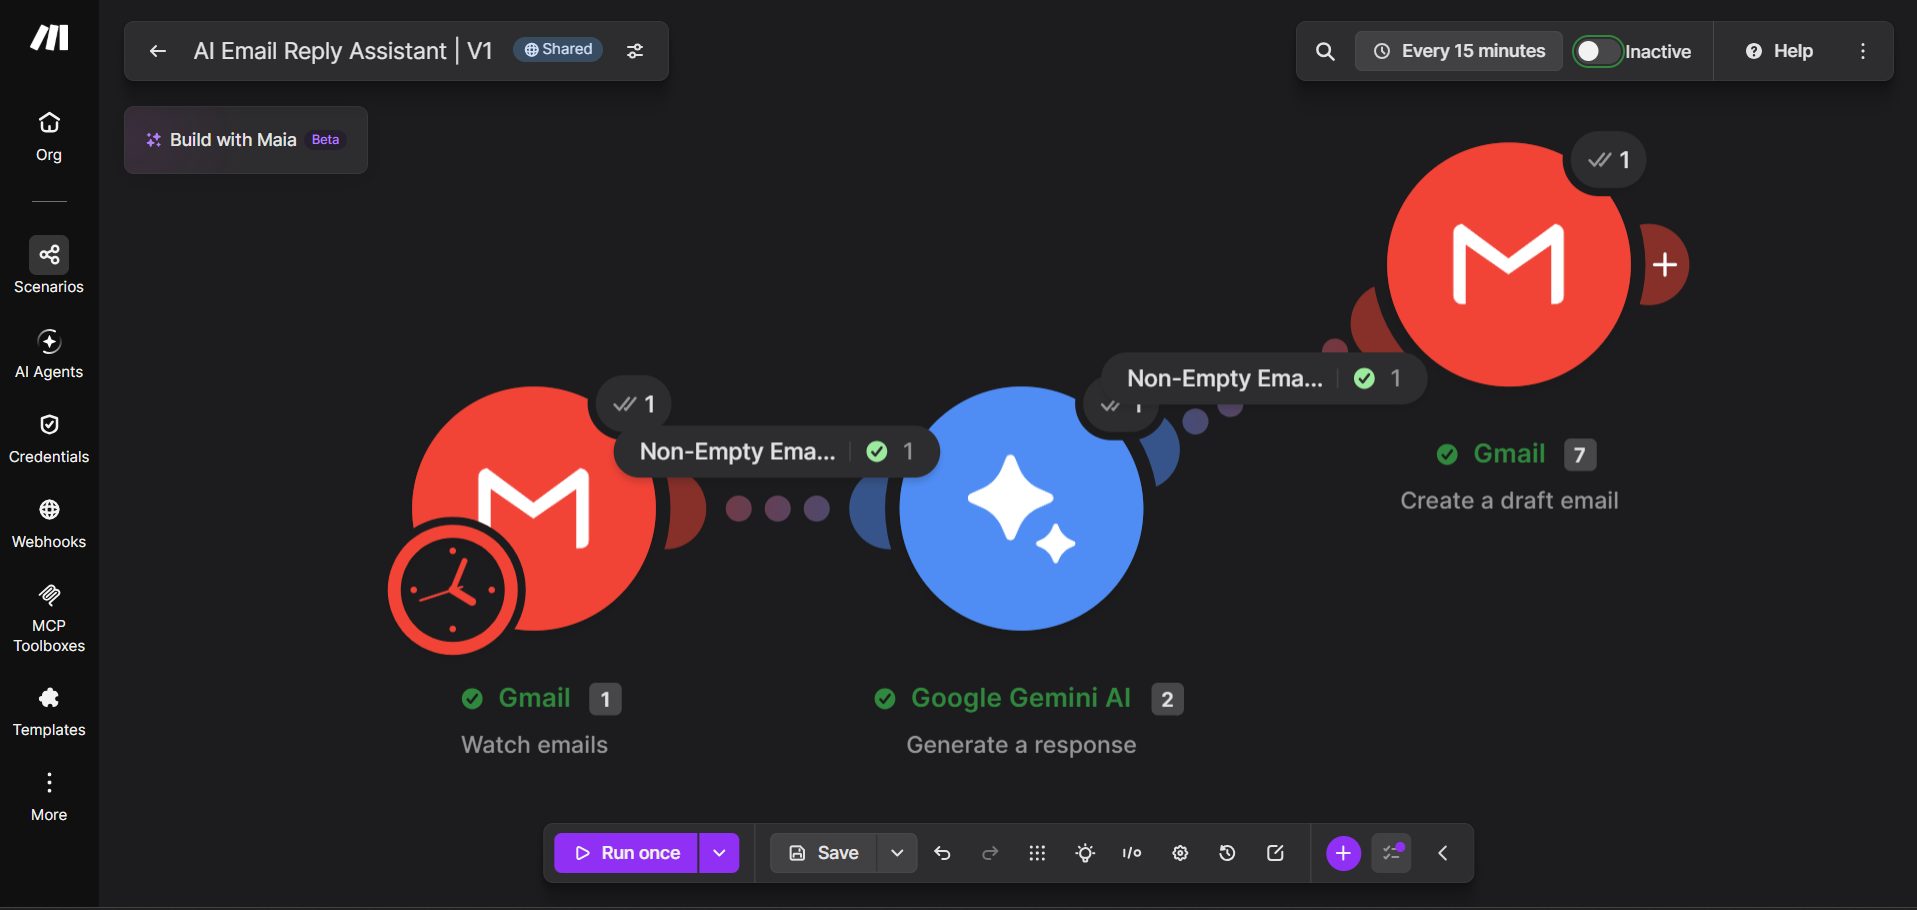 AI Email Reply Assistant | V1
Shared
Every 15 minutes
Inactive
Help
Build with Maia
Beta
Org
Scenarios
AI Agents
Credentials
Webhooks
MCP
Toolboxes
Templates
More
1
Non-Empty Ema...
1
Gmail
1
Watch emails
1
Non-Empty Ema...
1
Google Gemini AI
2
Generate a response
1
Gmail
7
Create a draft email
Run once
Save